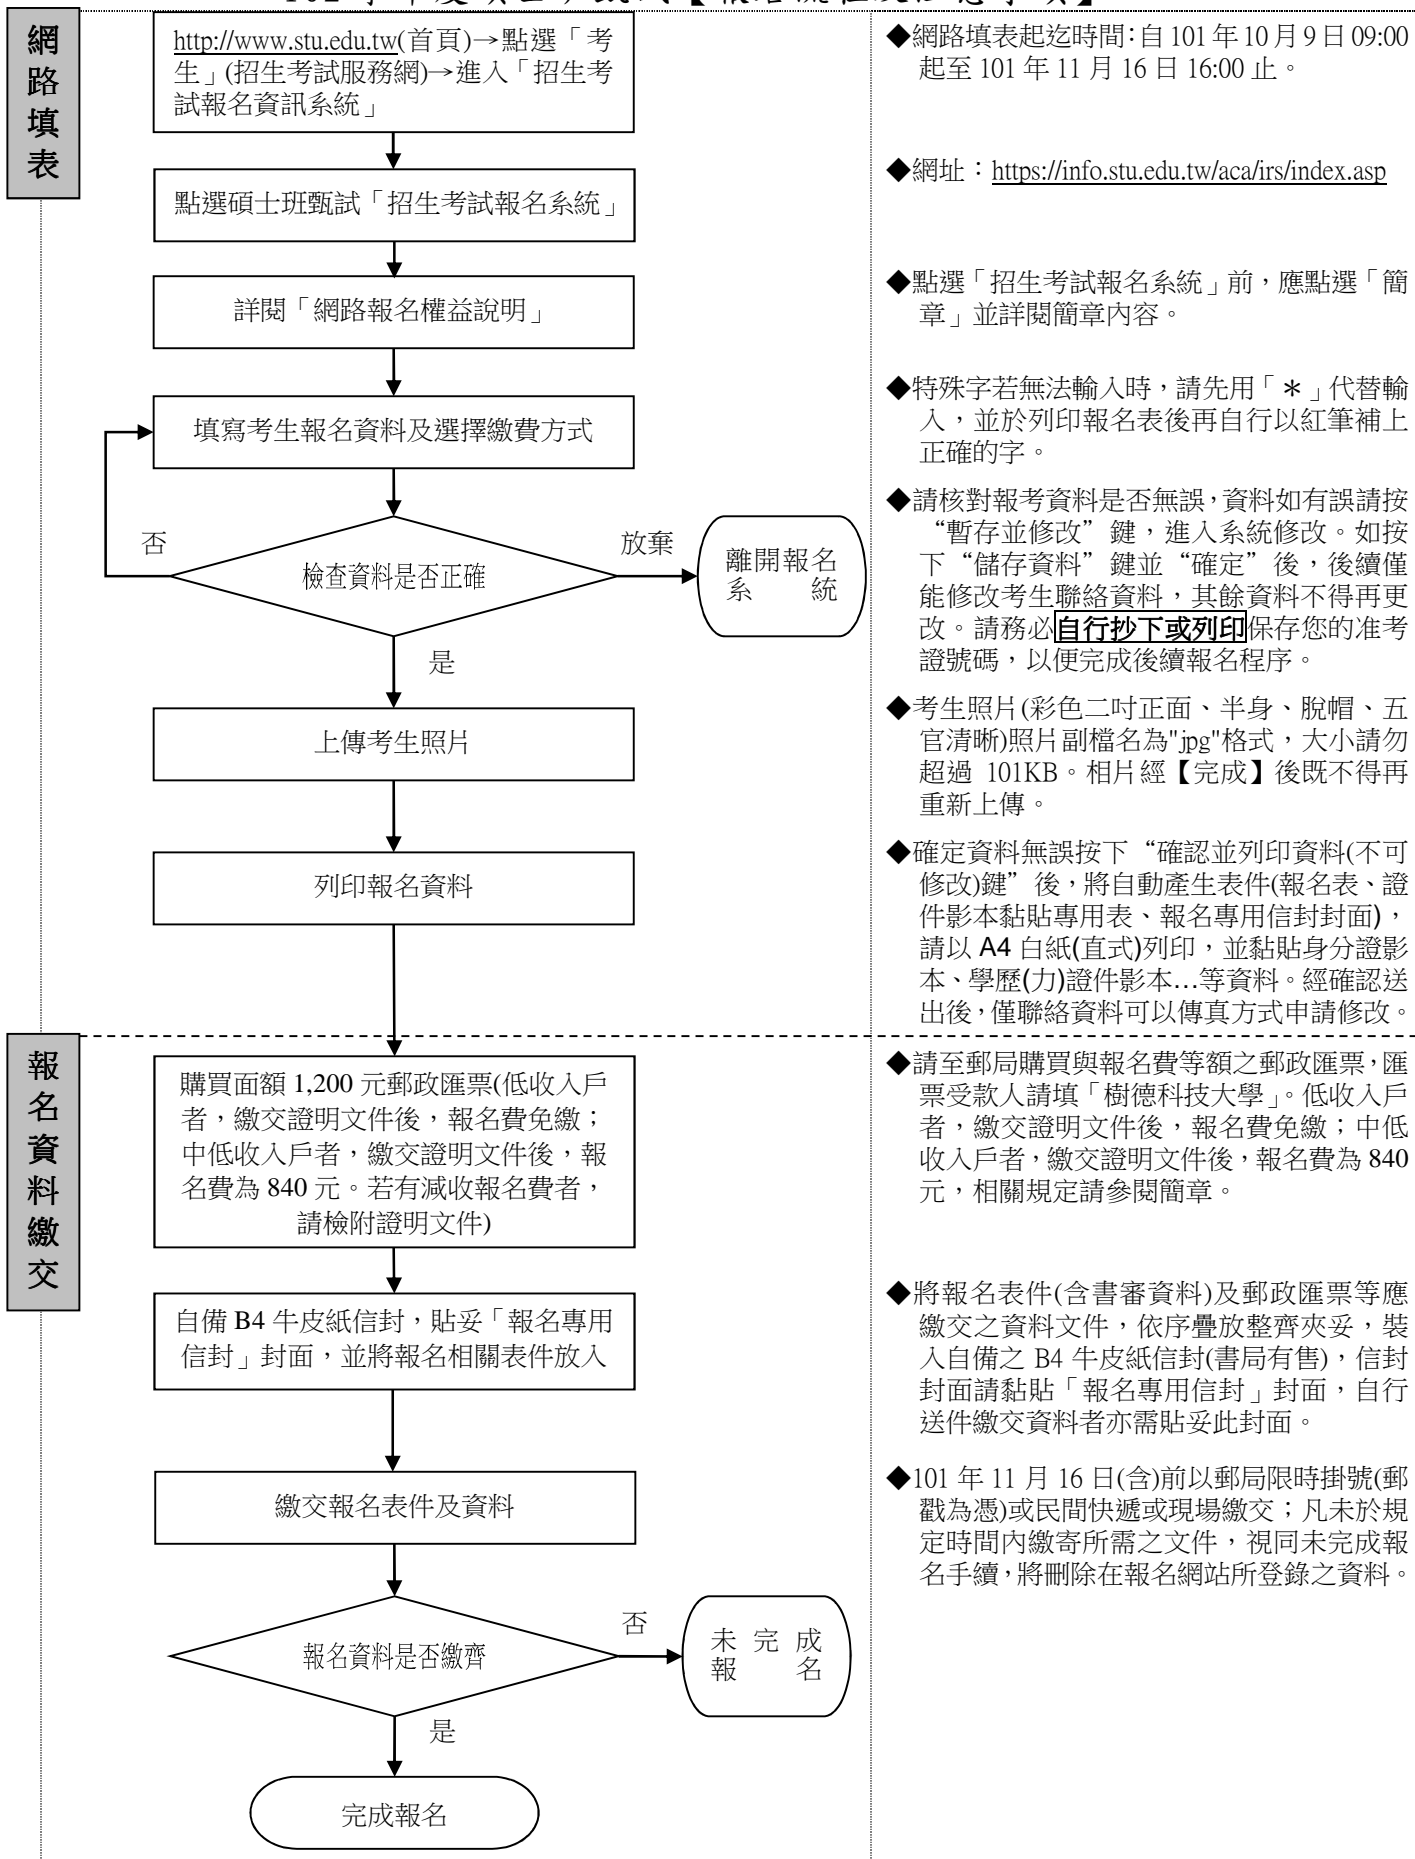 網路填表
http://www.stu.edu.tw(首頁)→點選「考
生」(招生考試服務網)→進入「招生考
試報名資訊系統」
點選碩士班甄試「招生考試報名系統」
詳閱「網路報名權益說明」
填寫考生報名資料及選擇繳費方式
否
檢查資料是否正確
放棄
離開報名
系統
是
上傳考生照片
列印報名資料
◆網路填表起迄時間:自 101 年 10 月 9 日 09:00
起至 101 年 11 月 16 日 16:00 止。
◆網址:https://info.stu.edu.tw/aca/irs/index.asp
◆點選「招生考試報名系統」前,應點選「簡
章」並詳閱簡章內容。
◆特殊字若無法輸入時,請先用「*」代替輸
入,並於列印報名表後再自行以紅筆補上
正確的字。
◆請核對報考資料是否無誤,資料如有誤請按
“暫存並修改”鍵,進入系統修改。如按
下“儲存資料”鍵並“確定”後,後續僅
能修改考生聯絡資料,其餘資料不得再更
改。請務必自行抄下或列印保存您的准考
證號碼,以便完成後續報名程序。
◆考生照片(彩色二吋正面、半身、脫帽、五
官清晰)照片副檔名為"jpg"格式,大小請勿
超過 101KB。相片經【完成】後既不得再
重新上傳。
◆確定資料無誤按下“確認並列印資料(不可
修改)鍵”後,將自動產生表件(報名表、證
件影本黏貼專用表、報名專用信封封面),
請以 A4 白紙(直式)列印,並黏貼身分證影
本、學歷(力)證件影本…等資料。經確認送
出後,僅聯絡資料可以傳真方式申請修改。
報名資料繳交
購買面額 1,200 元郵政匯票(低收入戶
者,繳交證明文件後,報名費免繳;
中低收入戶者,繳交證明文件後,報
名費為 840 元。若有減收報名費者,
請檢附證明文件)
自備 B4 牛皮紙信封,貼妥「報名專用
信封」封面,並將報名相關表件放入
繳交報名表件及資料
報名資料是否繳齊
否
未完成
報名
是
完成報名
◆請至郵局購買與報名費等額之郵政匯票,匯
票受款人請填「樹德科技大學」。低收入戶
者,繳交證明文件後,報名費免繳;中低
收入戶者,繳交證明文件後,報名費為 840
元,相關規定請參閱簡章。
◆將報名表件(含書審資料)及郵政匯票等應
繳交之資料文件,依序疊放整齊夾妥,裝
入自備之 B4 牛皮紙信封(書局有售),信封
封面請黏貼「報名專用信封」封面,自行
送件繳交資料者亦需貼妥此封面。
◆101 年 11 月 16 日(含)前以郵局限時掛號(郵
戳為憑)或民間快遞或現場繳交;凡未於規
定時間內繳寄所需之文件,視同未完成報
名手續,將刪除在報名網站所登錄之資料。